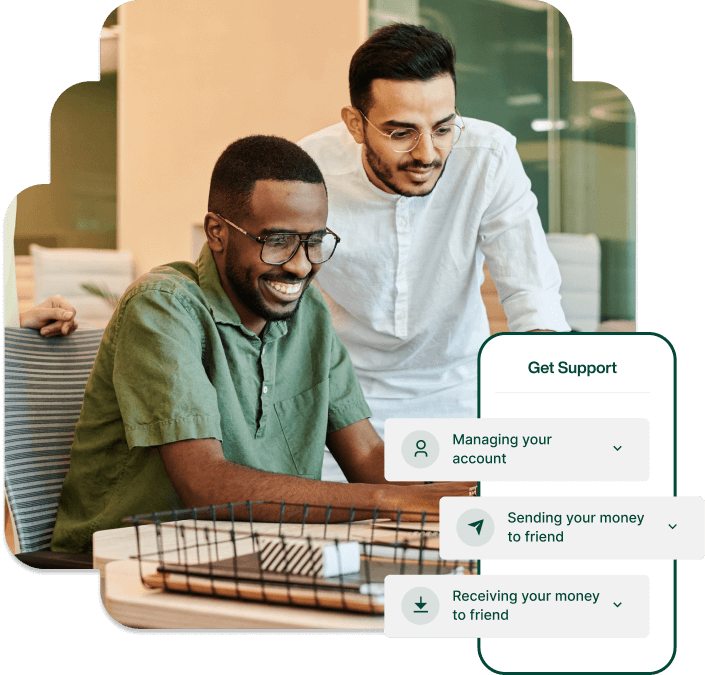 Get Support
Managing your
account
Sending your money
to friend
Receiving your money
to friend